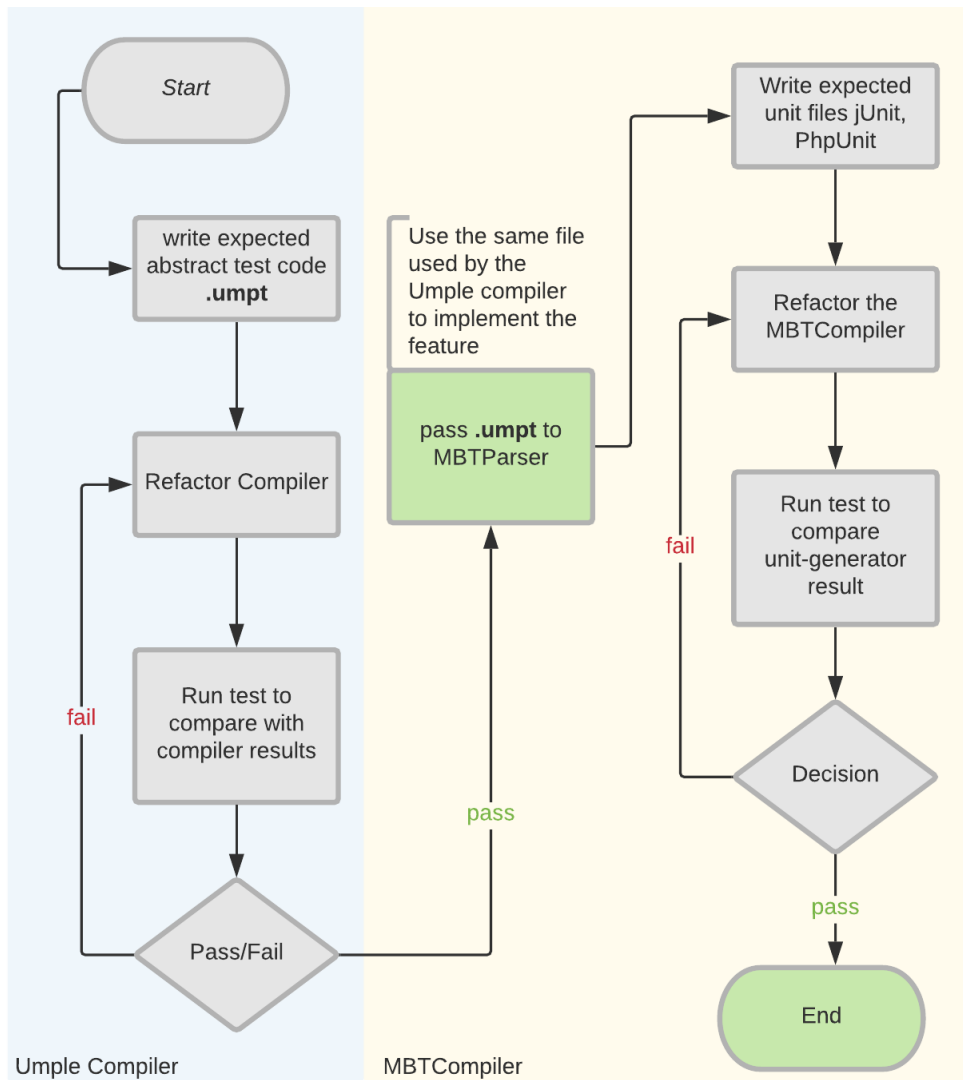 Start
write expected
abstract test code
.umpt
Refactor Compiler
Run test to
compare with
compiler results
fail
Pass/Fail
pass
Umple Compiler
Use the same file
used by the
Umple compiler
to implement the
feature
pass .umpt to
MBTParser
Write expected
unit files jUnit,
PhpUnit
Refactor the
MBTCompiler
Run test to
compare
unit-generator
result
fail
Decision
pass
End
MBTCompiler